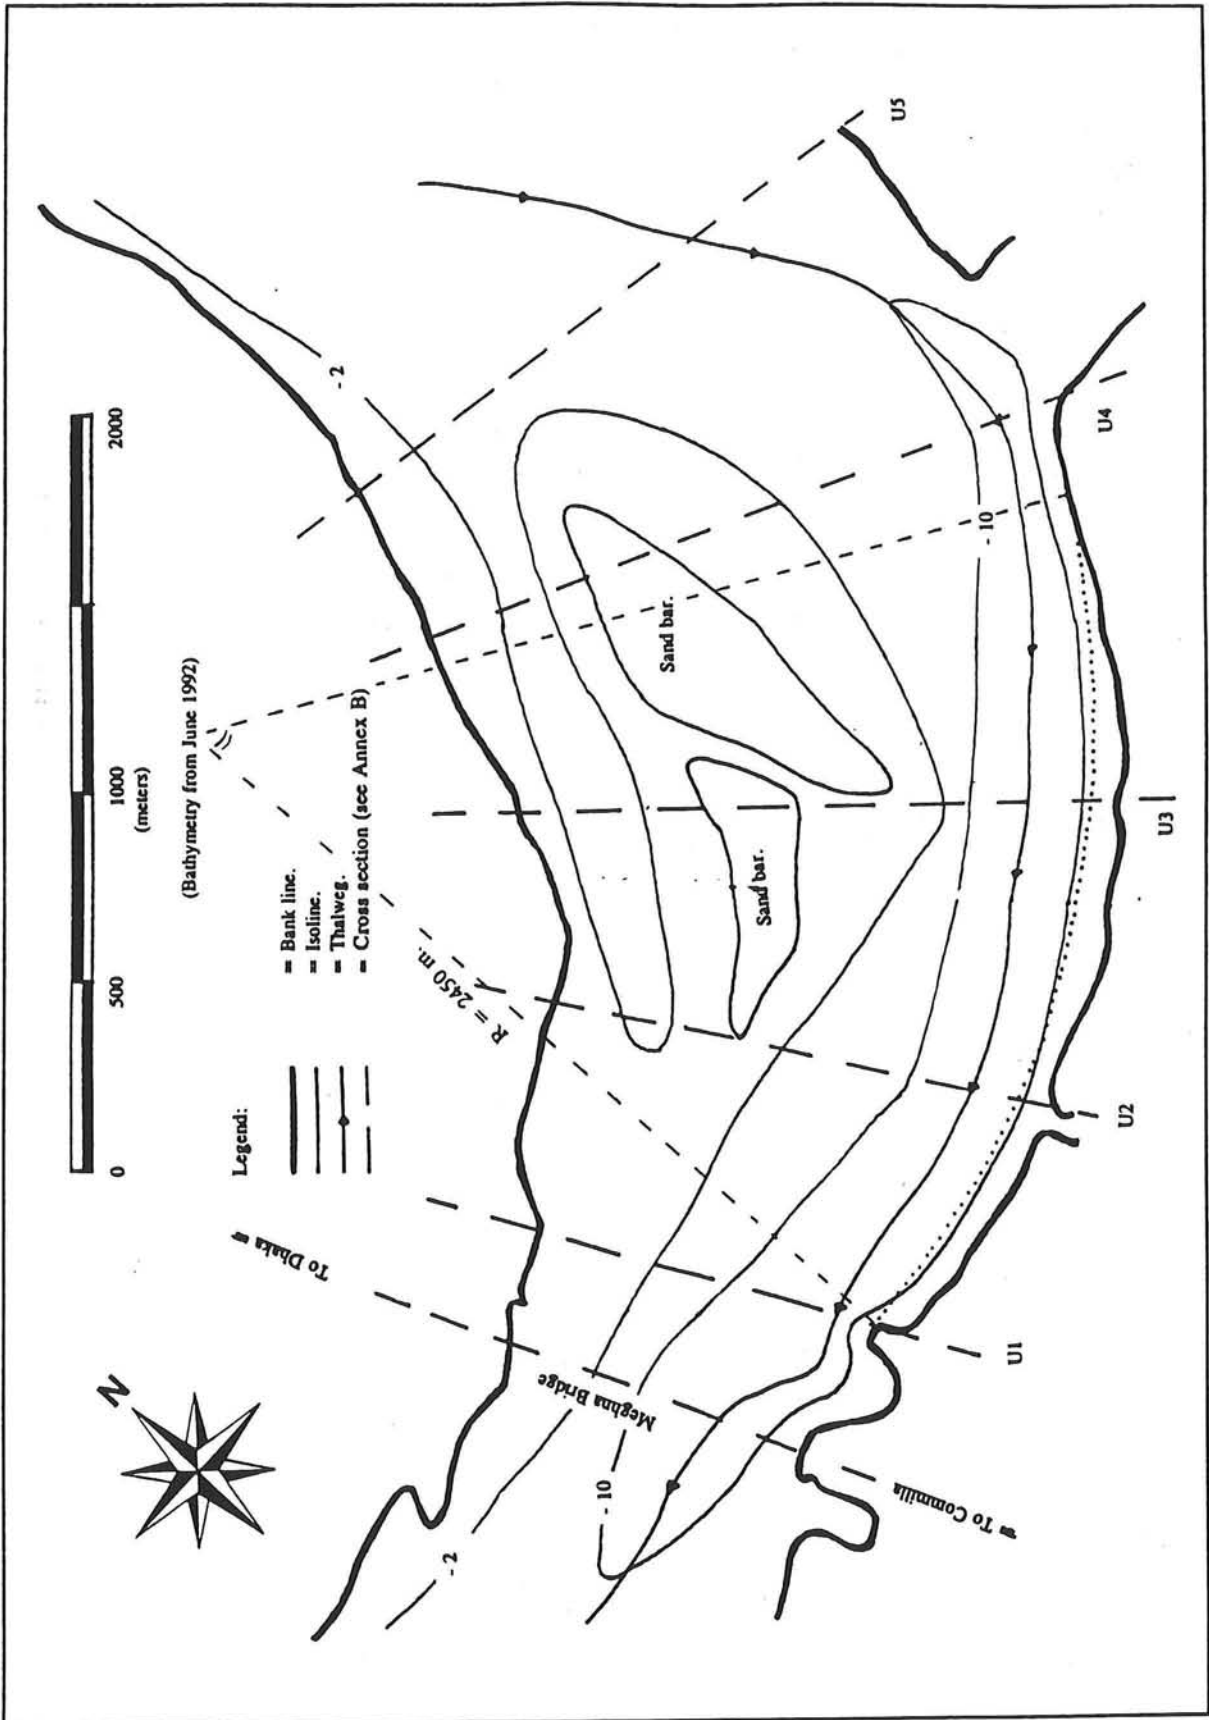 N
0 500 1000 2000
(meters)
(Bathymetry from June 1992)
Legend:
= Bank line.
= Isoline.
= Thalweg.
= Cross section (see Annex B)
To Dhaka
R = 2450 m.
- 2
- 2
Sand bar.
Sand bar.
Meghna Bridge
- 10
- 10
To Commilla
U1
U2
U3
U4
U5